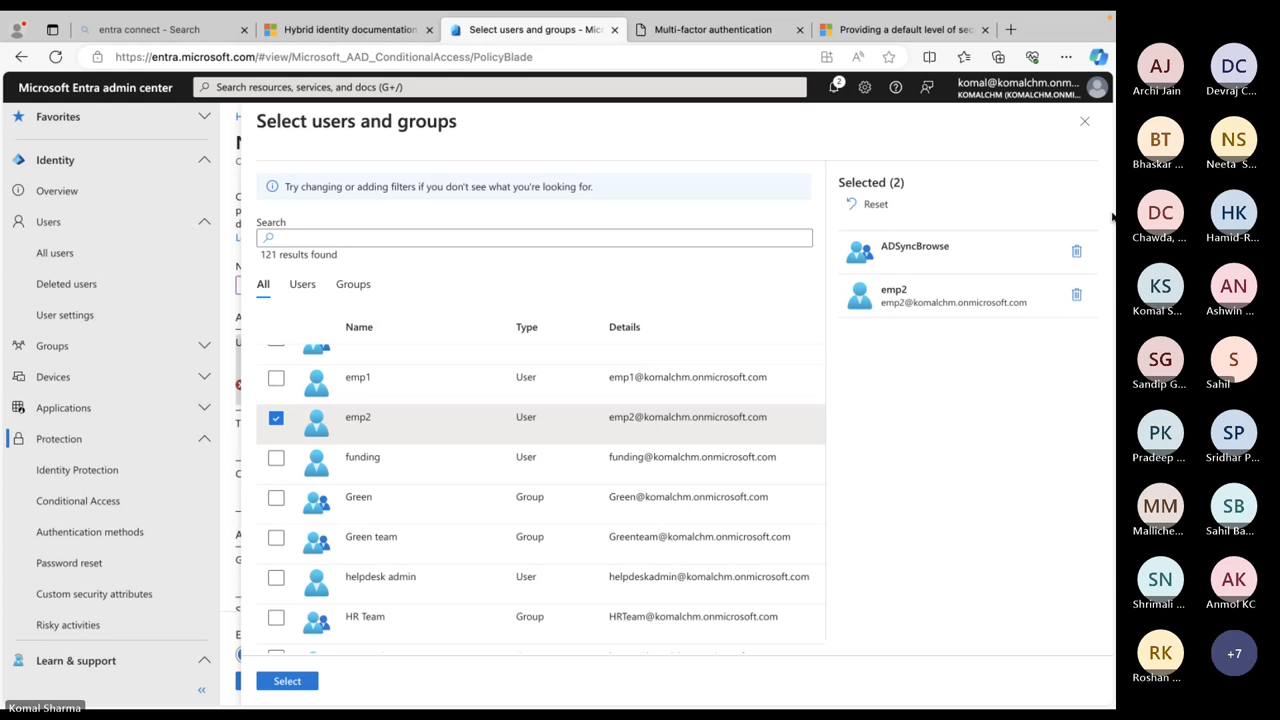 entra connect - Search
Hybrid identity documentation
Select users and groups - Micr
Multi-factor authentication
Providing a default level of sec
https://entra.microsoft.com/#view/Microsoft_AAD_ConditionalAccess/PolicyBlade
Microsoft Entra admin center
Search resources, services, and docs (G+/)
2
komal@komalchm.onm...
KOMALCHM (KOMALCHM.ONMI...
Favorites
Identity
Overview
Users
All users
Deleted users
User settings
Groups
Devices
Applications
Protection
Identity Protection
Conditional Access
Authentication methods
Password reset
Custom security attributes
Risky activities
Learn & support
Komal Sharma
Select users and groups
Try changing or adding filters if you don't see what you're looking for.
Search
121 results found
All Users Groups
Name Type Details
emp1 User emp1@komalchm.onmicrosoft.com
emp2 User emp2@komalchm.onmicrosoft.com
funding User funding@komalchm.onmicrosoft.com
Green Group Green@komalchm.onmicrosoft.com
Green team Group Greenteam@komalchm.onmicrosoft.com
helpdesk admin User helpdeskadmin@komalchm.onmicrosoft.com
HR Team Group HRTeam@komalchm.onmicrosoft.com
Select
Selected (2)
Reset
ADSyncBrowse
emp2
emp2@komalchm.onmicrosoft.com
AJ DC
Archi Jain Devraj C...
BT NS
Bhaskar ... Neeta S...
DC HK
Chawda, ... Hamid-R...
KS AN
Komal S... Ashwin ...
SG S
Sandip G... Sahil
PK SP
Pradeep ... Sridhar P...
MM SB
Malliche... Sahil Ba...
SN AK
Shrimali ... Anmol KC
RK +7
Roshan ...